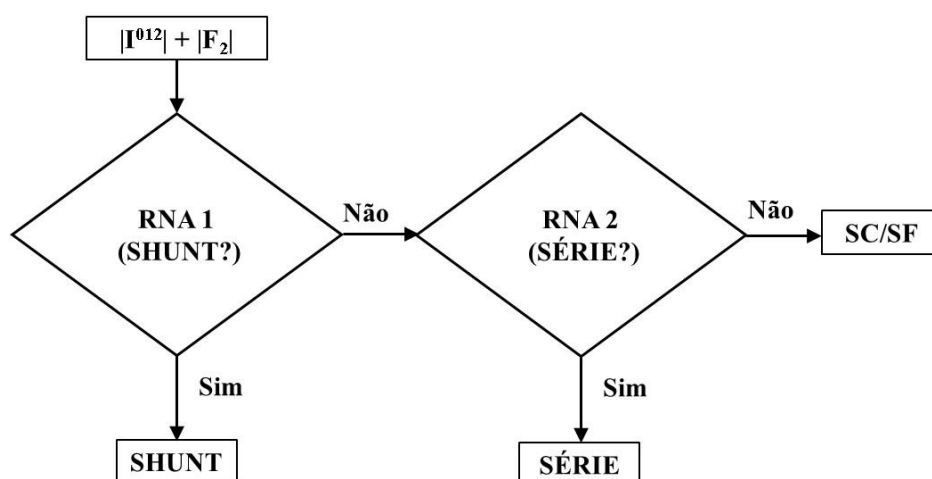 |I⁰¹²| + |F₂|
RNA 1
(SHUNT?)
Não
RNA 2
(SÉRIE?)
Não
SC/SF
Sim
Sim
SHUNT
SÉRIE